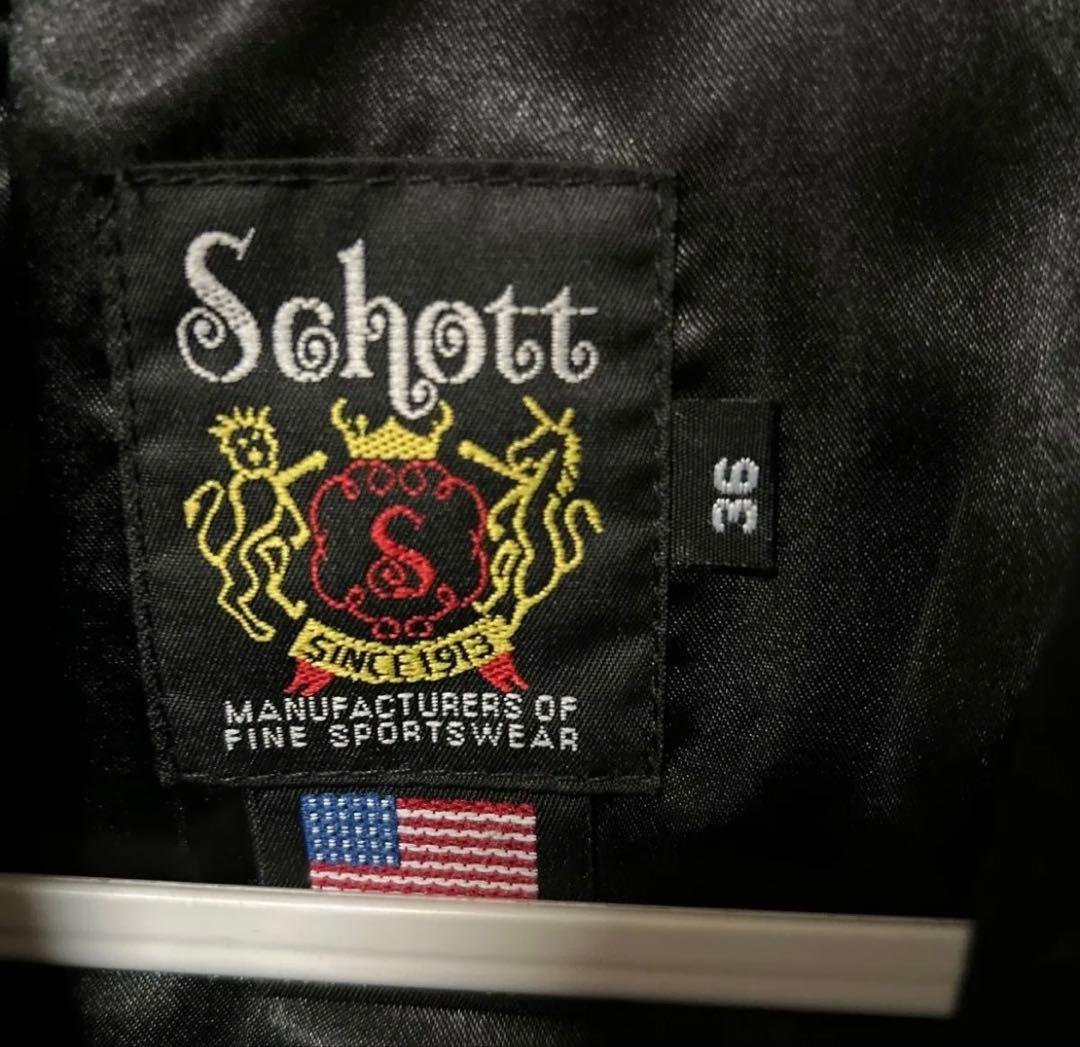 Schott
S
SINCE 1913
MANUFACTURERS OF
FINE SPORTSWEAR
36